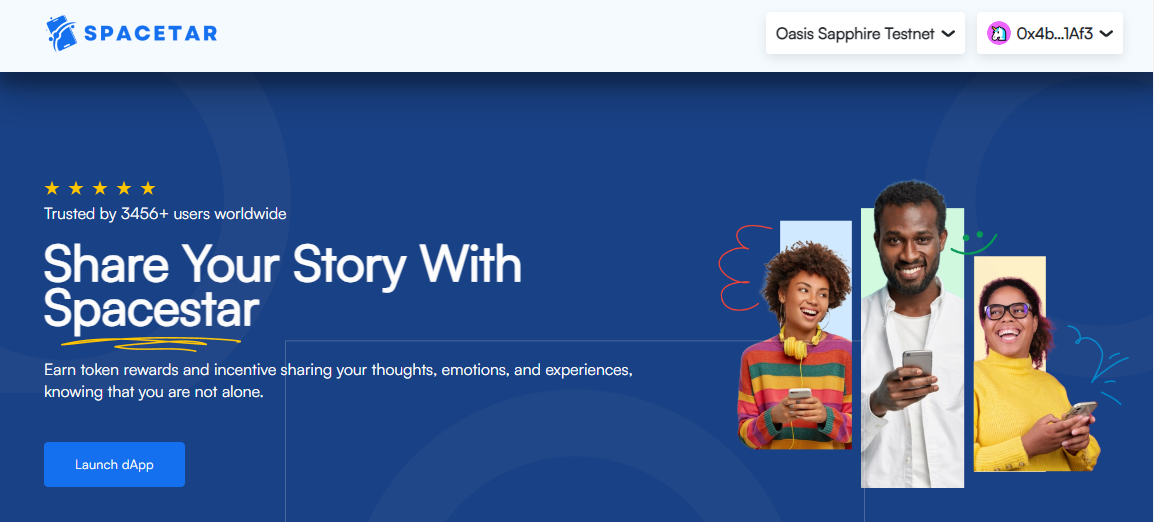 SPACETAR
Oasis Sapphire Testnet
0x4b...1Af3
Trusted by 3456+ users worldwide
Share Your Story With
Spacestar
Earn token rewards and incentive sharing your thoughts, emotions, and experiences,
knowing that you are not alone.
Launch dApp